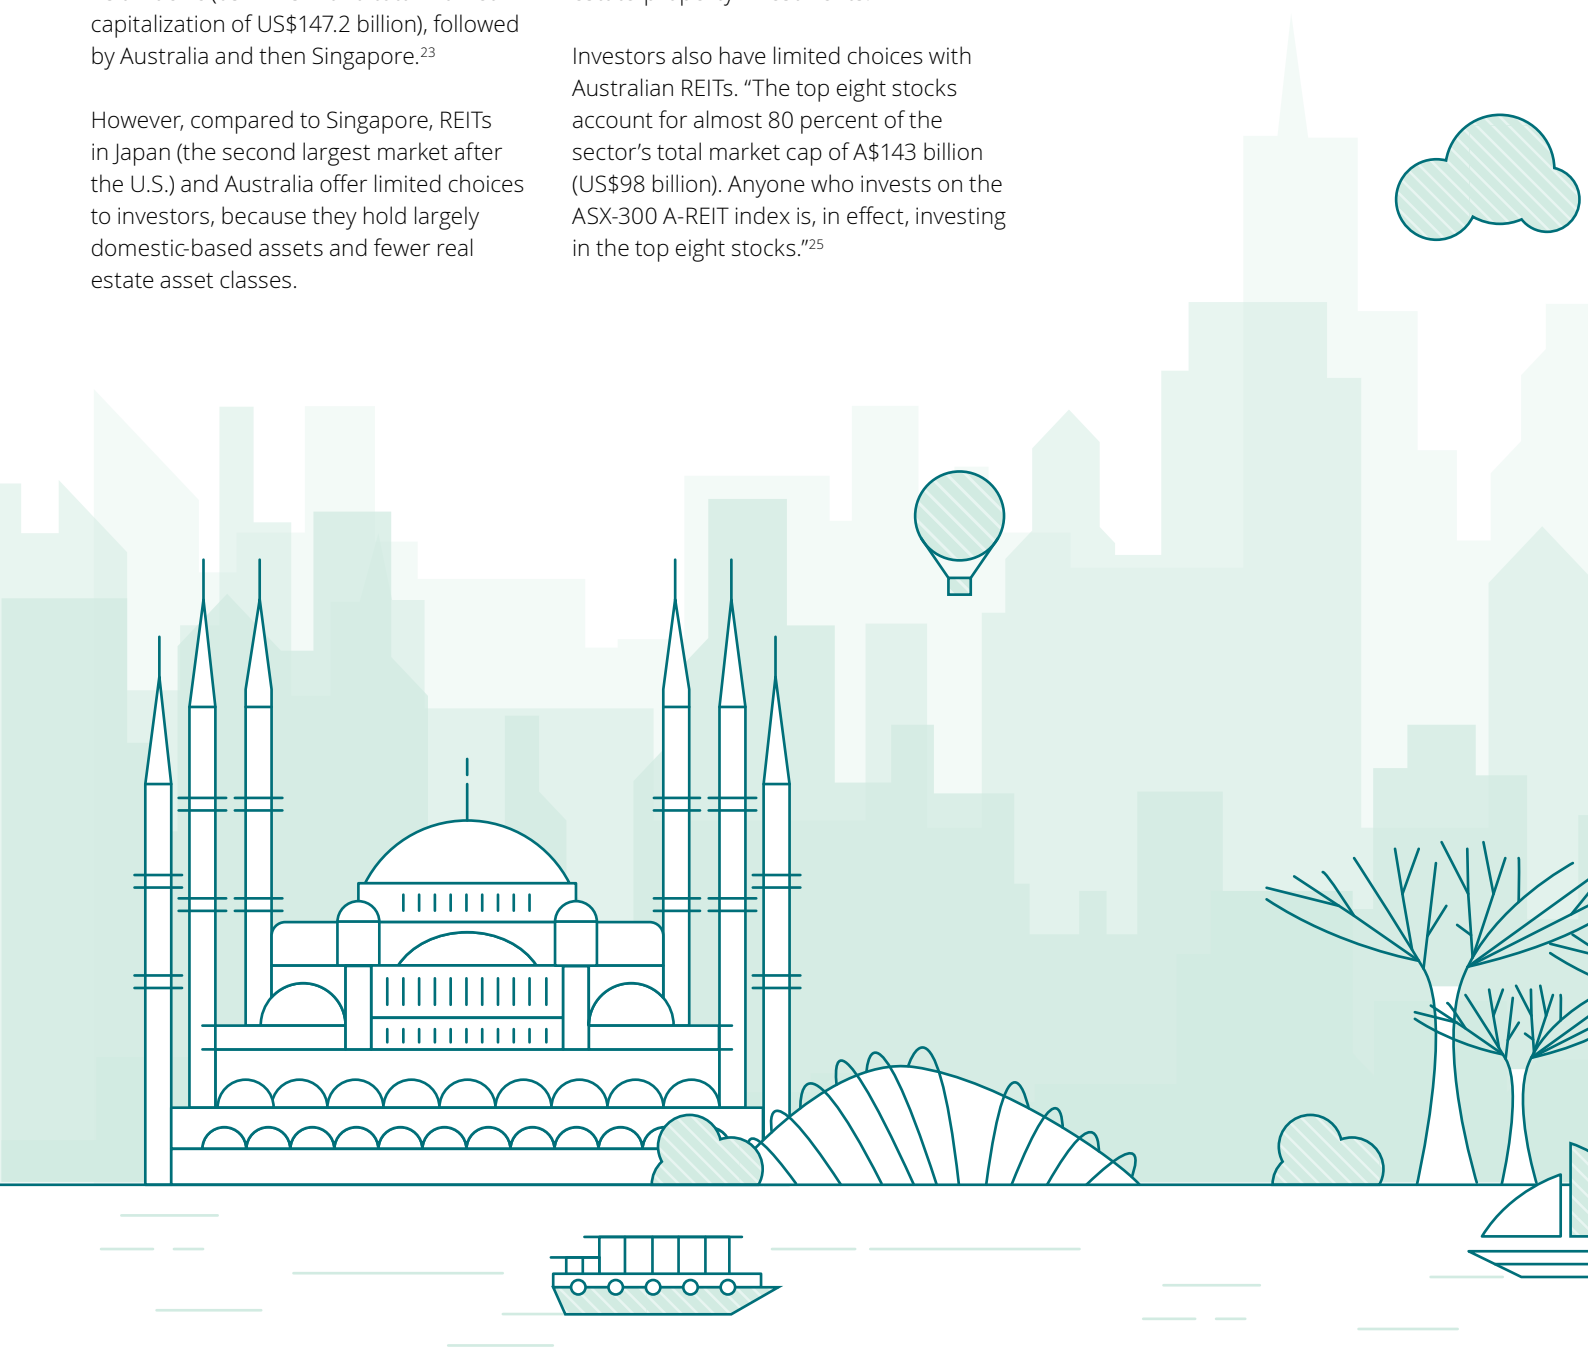 capitalization of US$147.2 billion), followed
by Australia and then Singapore.23
However, compared to Singapore, REITs
in Japan (the second largest market after
the U.S.) and Australia offer limited choices
to investors, because they hold largely
domestic-based assets and fewer real
estate asset classes.
Investors also have limited choices with
Australian REITs. “The top eight stocks
account for almost 80 percent of the
sector’s total market cap of A$143 billion
(US$98 billion). Anyone who invests on the
ASX-300 A-REIT index is, in effect, investing
in the top eight stocks.”25